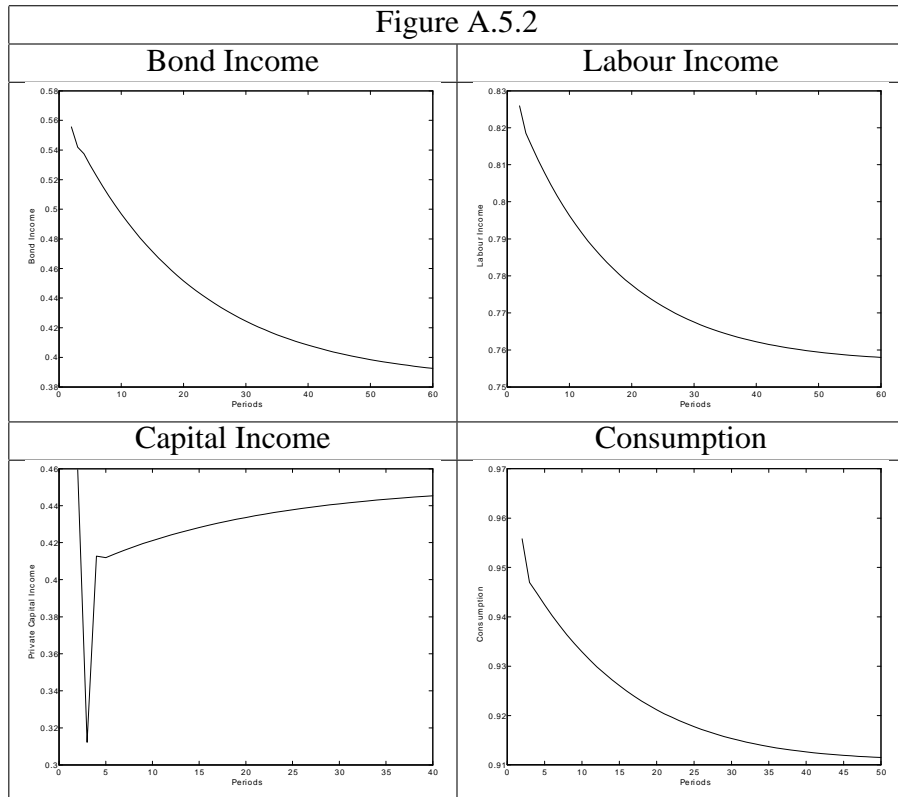 Figure A.5.2
Bond Income
Labour Income
0.58
0.56
0.54
0.52
0.5
0.48
0.46
0.44
0.42
0.4
0.38
Bond Income
0 10 20 30 40 50 60
Periods
0.83
0.82
0.81
0.8
0.79
0.78
0.77
0.76
0.75
Labour Income
0 10 20 30 40 50 60
Periods
Capital Income
Consumption
0.46
0.44
0.42
0.4
0.38
0.36
0.34
0.32
0.3
Private Capital Income
0 5 10 15 20 25 30 35 40
Periods
0.97
0.96
0.95
0.94
0.93
0.92
0.91
Consumption
0 5 10 15 20 25 30 35 40 45 50
Periods